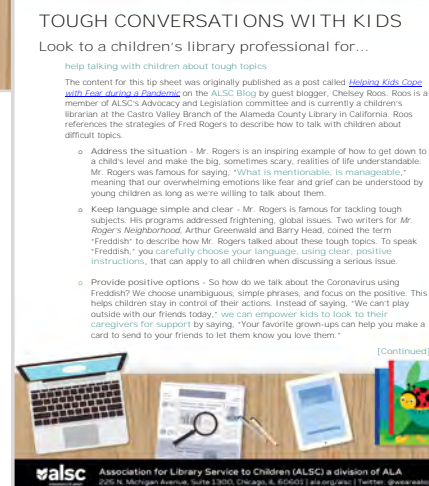 TOUGH CONVERSATIONS WITH KIDS
Look to a children's library professional for...
help talking with children about tough topics
The content for this tip sheet was originally published as a post called Helping Kids Cope
with Fear during a Pandemic on the ALSC Blog by guest blogger, Chelsey Roos. Roos is a
member of ALSC's Advocacy and Legislation committee and is currently a children's
librarian at the Castro Valley Branch of the Alameda County Library in California. Roos
references the strategies of Fred Rogers to describe how to talk with children about
difficult topics.
o Address the situation - Mr. Rogers is an inspiring example of how to get down to
a child's level and make the big, sometimes scary, realities of life understandable.
Mr. Rogers was famous for saying, "What is mentionable, is manageable,"
meaning that our overwhelming emotions like fear and grief can be understood by
young children as long as we're willing to talk about them.
o Keep language simple and clear - Mr. Rogers is famous for tackling tough
subjects. His programs addressed frightening, global issues. Two writers for Mr.
Roger's Neighborhood, Arthur Greenwald and Barry Head, coined the term
"Freddish" to describe how Mr. Rogers talked about these tough topics. To speak
"Freddish," you carefully choose your language, using clear, positive
instructions, that can apply to all children when discussing a serious issue.
o Provide positive options - So how do we talk about the Coronavirus using
Freddish? We choose unambiguous, simple phrases, and focus on the positive. This
helps children stay in control of their actions. Instead of saying, "We can't play
outside with our friends today," we can empower kids to look to their
caregivers for support by saying, "Your favorite grown-ups can help you make a
card to send to your friends to let them know you love them."
[Continued]
alsc Association for Library Service to Children (ALSC) a division of ALA
225 N. Michigan Avenue, Suite 1300, Chicago, IL 60601 | ala.org/alsc | Twitter: @wearealsc